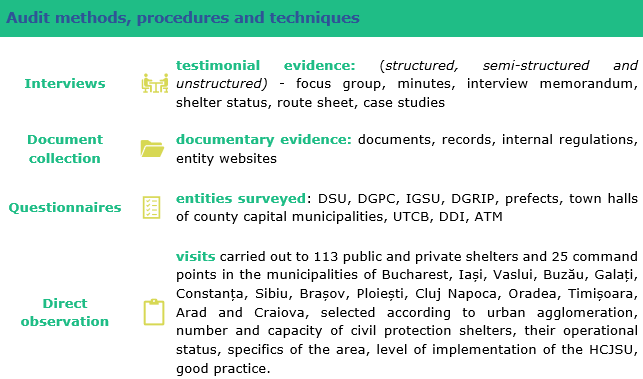 Audit methods, procedures and techniques
Interviews
testimonial evidence: (structured, semi-structured and
unstructured) - focus group, minutes, interview memorandum,
shelter status, route sheet, case studies
Document
collection
documentary evidence: documents, records, internal regulations,
entity websites
Questionnaires
entities surveyed: DSU, DGPC, IGSU, DGRIP, prefects, town halls
of county capital municipalities, UTCB, DDI, ATM
Direct
observation
visits carried out to 113 public and private shelters and 25 command
points in the municipalities of Bucharest, Iași, Vaslui, Buzău, Galați,
Constanța, Sibiu, Brașov, Ploiești, Cluj Napoca, Oradea, Timișoara,
Arad and Craiova, selected according to urban agglomeration,
number and capacity of civil protection shelters, their operational
status, specifics of the area, level of implementation of the HCJSU,
good practice.